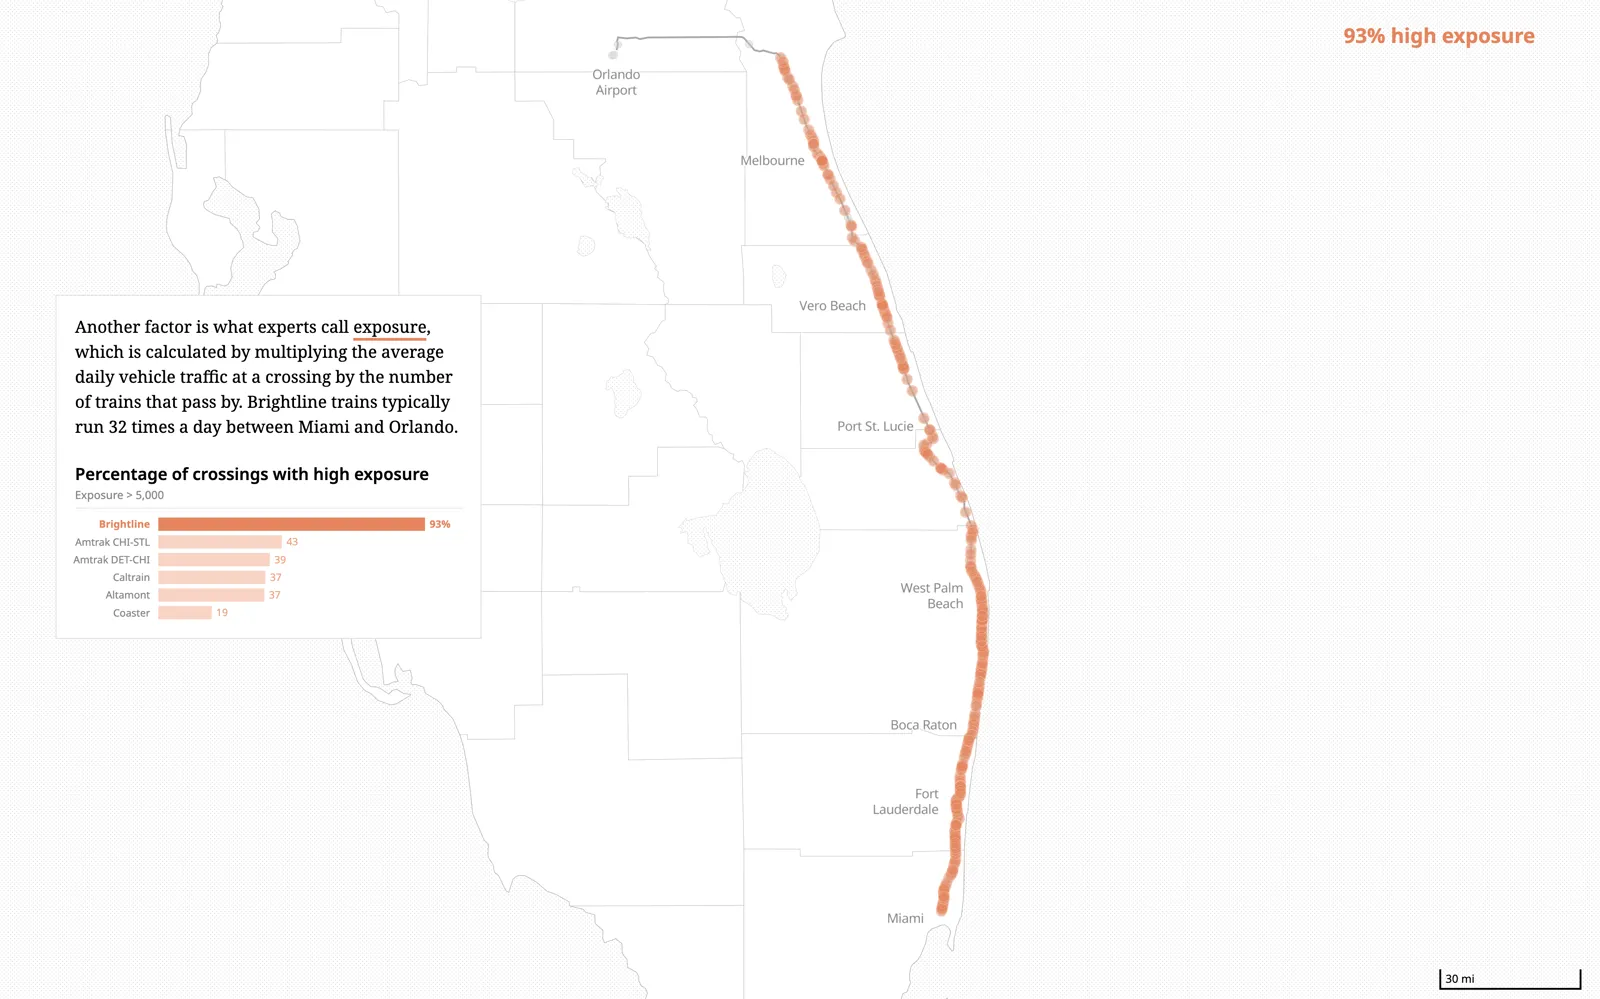 93% high exposure
Orlando
Airport
Melbourne
Vero Beach
Another factor is what experts call exposure,
which is calculated by multiplying the average
daily vehicle traffic at a crossing by the number
of trains that pass by. Brightline trains typically
run 32 times a day between Miami and Orlando.
Percentage of crossings with high exposure
Exposure > 5,000
Brightline 93%
Amtrak CHI-STL 43
Amtrak DET-CHI 39
Caltrain 37
Altamont 37
Coaster 19
Port St. Lucie
West Palm
Beach
Boca Raton
Fort
Lauderdale
Miami
30 mi